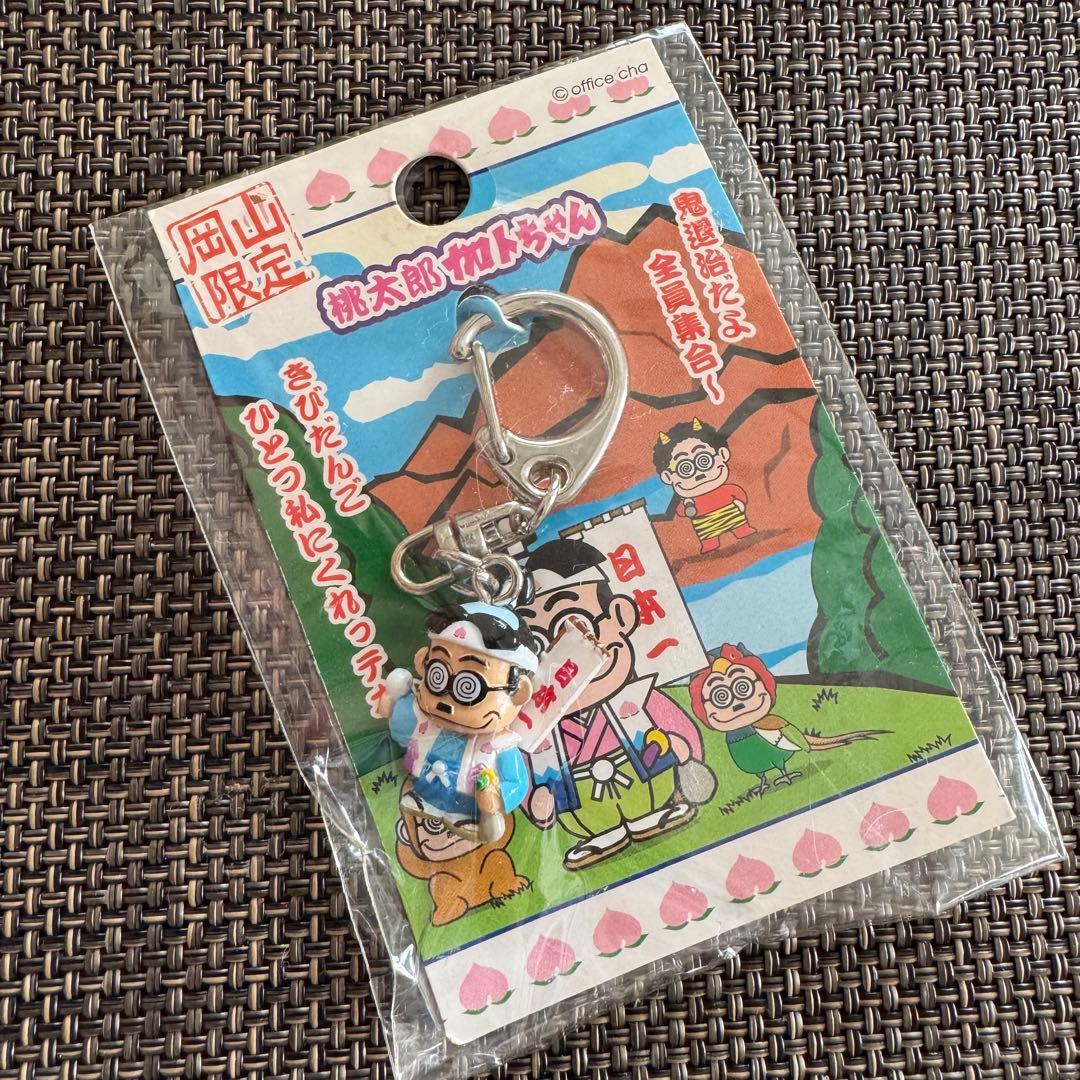 © office cha
岡山
限定
桃太郎 カトちゃん
鬼退治だよ
全員集合〜
きびだんご
ひとつ私にくれっテ
日本一